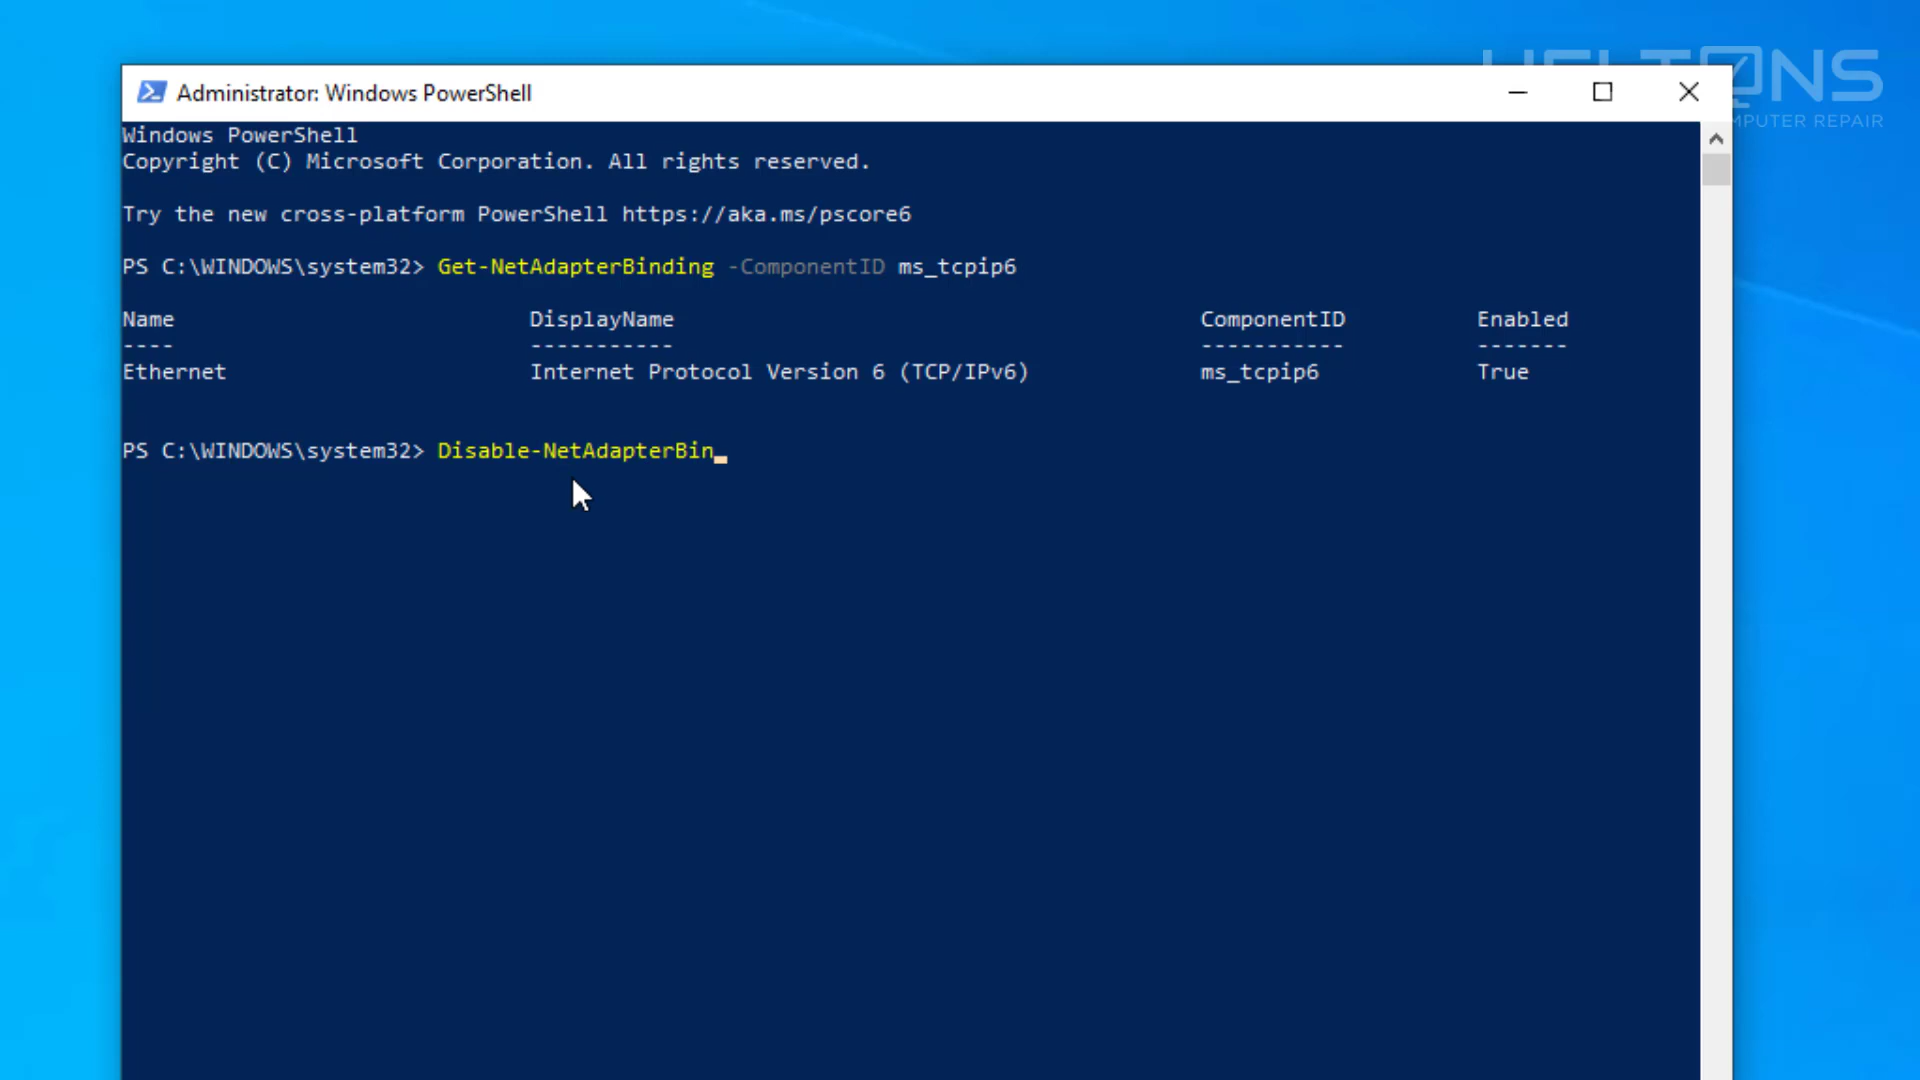 Administrator: Windows PowerShell
NS
MPUTER REPAIR
Windows PowerShell
Copyright (C) Microsoft Corporation. All rights reserved.
Try the new cross-platform PowerShell https://aka.ms/pscore6
PS C:\WINDOWS\system32> Get-NetAdapterBinding -ComponentID ms_tcpip6
Name DisplayName ComponentID Enabled
---- ----------- ----------- -------
Ethernet Internet Protocol Version 6 (TCP/IPv6) ms_tcpip6 True
PS C:\WINDOWS\system32> Disable-NetAdapterBin_